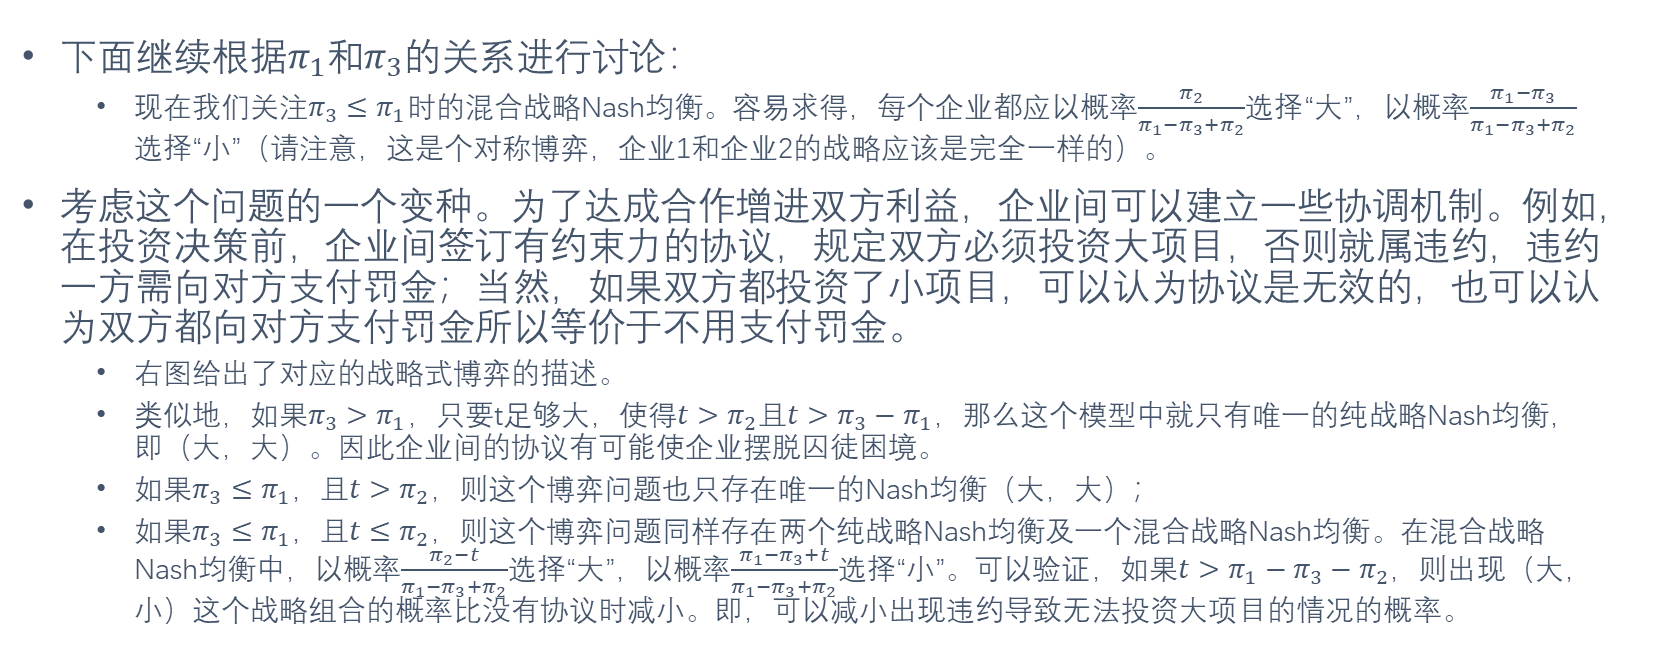 • 下面继续根据π₁和π₃的关系进行讨论：
• 现在我们关注π₃ ≤ π₁时的混合战略Nash均衡。容易求得，每个企业都应以概率π₂/(π₁−π₃+π₂)选择“大”，以概率(π₁−π₃)/(π₁−π₃+π₂)
选择“小”（请注意，这是个对称博弈，企业1和企业2的战略应该是完全一样的）。
• 考虑这个问题的一个变种。为了达成合作增进双方利益，企业间可以建立一些协调机制。例如，
在投资决策前，企业间签订有约束力的协议，规定双方必须投资大项目，否则就属违约，违约
一方需向对方支付罚金；当然，如果双方都投资了小项目，可以认为协议是无效的，也可以认
为双方都向对方支付罚金所以等价于不用支付罚金。
• 右图给出了对应的战略式博弈的描述。
• 类似地，如果π₃ > π₁，只要t足够大，使得t > π₂且t > π₃ − π₁，那么这个模型中就只有唯一的纯战略Nash均衡，
即（大，大）。因此企业间的协议有可能使企业摆脱囚徒困境。
• 如果π₃ ≤ π₁，且t > π₂，则这个博弈问题也只存在唯一的Nash均衡（大，大）；
• 如果π₃ ≤ π₁，且t ≤ π₂，则这个博弈问题同样存在两个纯战略Nash均衡及一个混合战略Nash均衡。在混合战略
Nash均衡中，以概率(π₂−t)/(π₁−π₃+π₂)选择“大”，以概率(π₁−π₃+t)/(π₁−π₃+π₂)选择“小”。可以验证，如果t > π₁ − π₃ − π₂，则出现（大，
小）这个战略组合的概率比没有协议时减小。即，可以减小出现违约导致无法投资大项目的情况的概率。